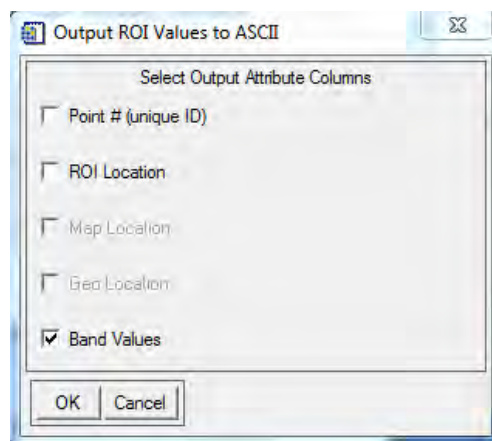 Output ROI Values to ASCII
Select Output Attribute Columns
Point # (unique ID)
ROI Location
Map Location
Geo Location
Band Values
OK Cancel